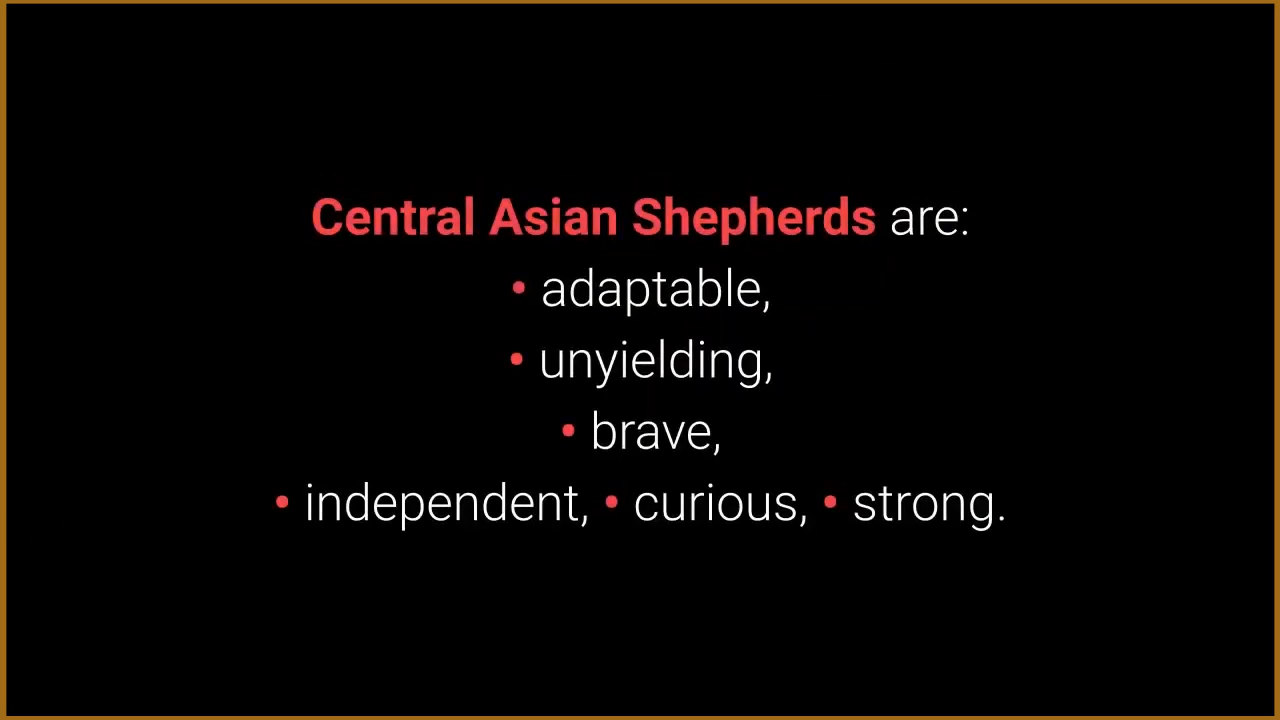 Central Asian Shepherds are:
• adaptable,
• unyielding,
• brave,
• independent, • curious, • strong.